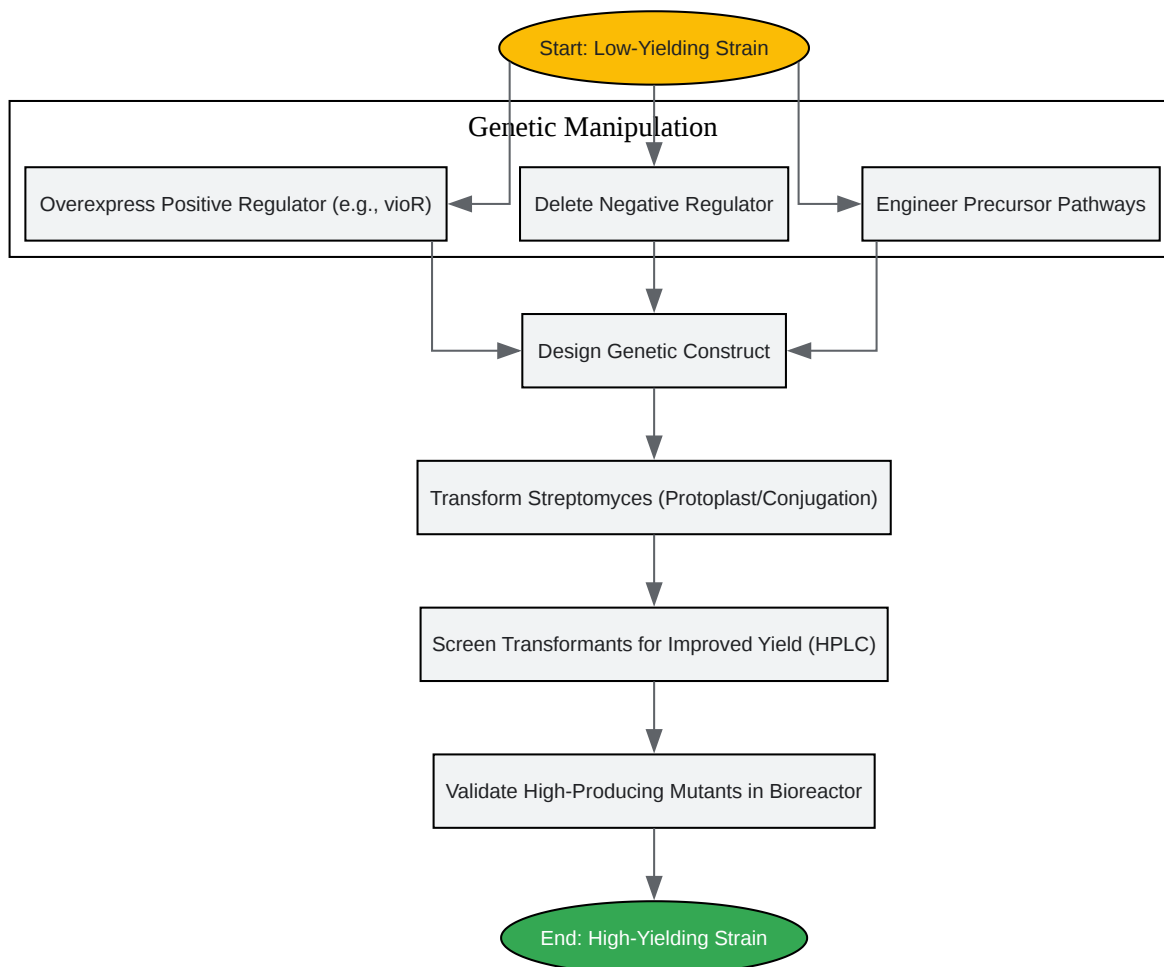 Start: Low-Yielding Strain
Genetic Manipulation
Overexpress Positive Regulator (e.g., vioR)
Delete Negative Regulator
Engineer Precursor Pathways
Design Genetic Construct
Transform Streptomyces (Protoplast/Conjugation)
Screen Transformants for Improved Yield (HPLC)
Validate High-Producing Mutants in Bioreactor
End: High-Yielding Strain